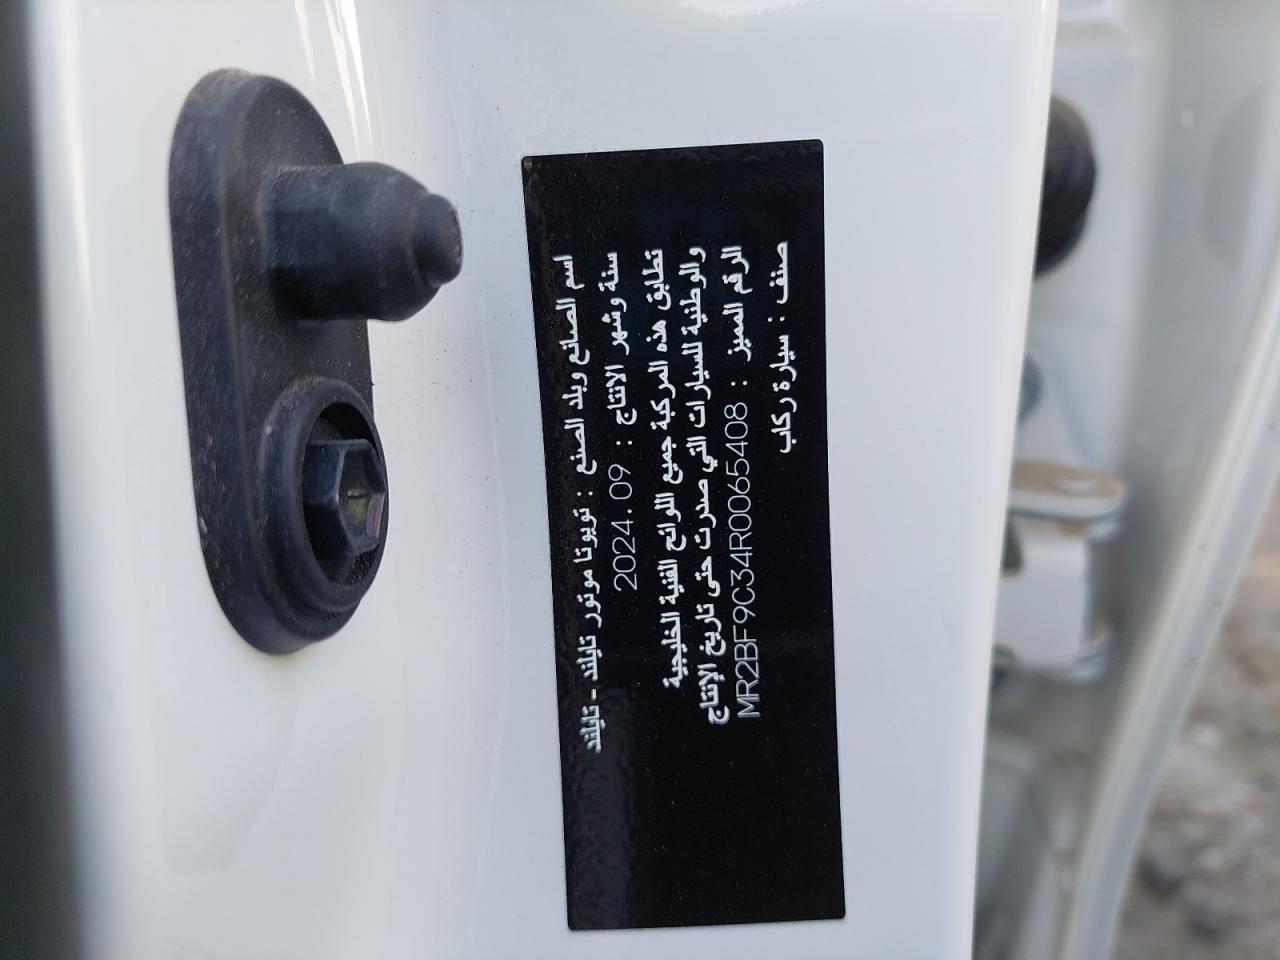 اسم الصانع وبلد الصنع : تويوتا موتور تايلند - تايلند
سنة وشهر الانتاج : 2024.09
تطابق هذه المركبة جميع اللوائح الفنية الخليجية
والوطنية للسيارات التي صدرت حتى تاريخ الإنتاج
الرقم المميز : MR2BF9C34R0065408
صنف : سيارة ركاب